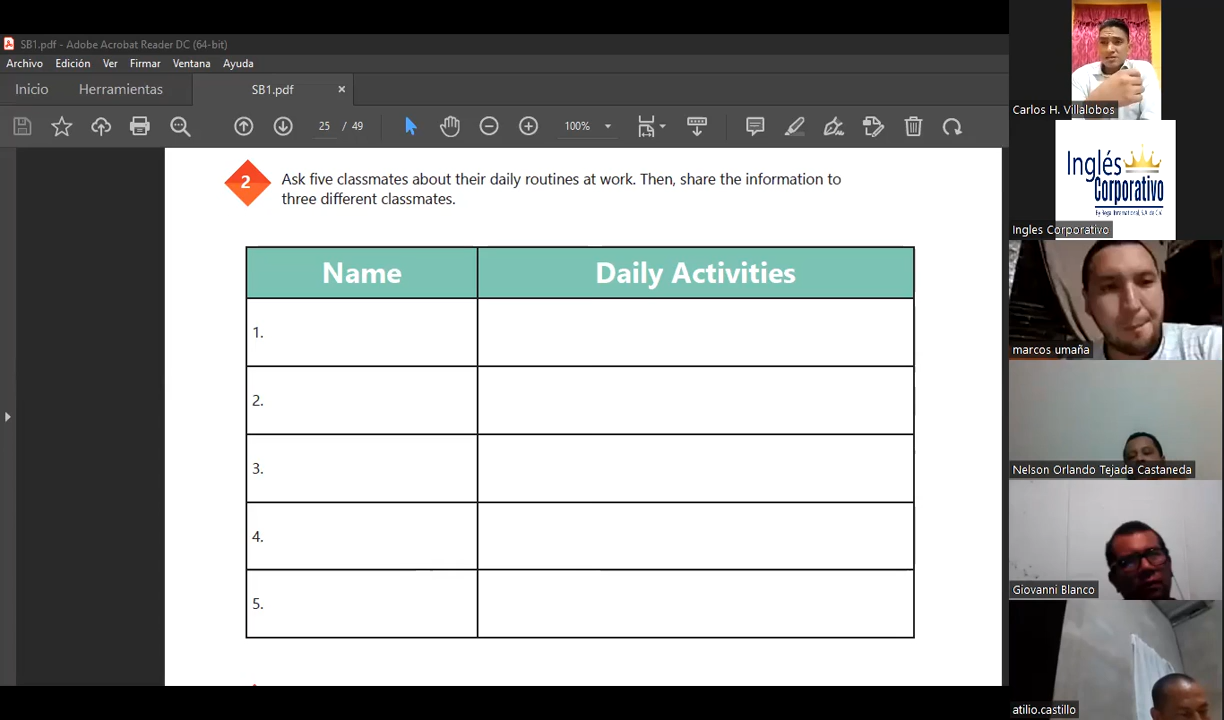 SB1.pdf - Adobe Acrobat Reader DC (64-bit)
Archivo Edición Ver Firmar Ventana Ayuda
Inicio Herramientas SB1.pdf ×
25 / 49 100%
2 Ask five classmates about their daily routines at work. Then, share the information to
three different classmates.
Name Daily Activities
1.
2.
3.
4.
5.
Carlos H. Villalobos
Inglés
Corporativo
Ingles Corporativo
marcos umaña
Nelson Orlando Tejada Castaneda
Giovanni Blanco
atilio.castillo